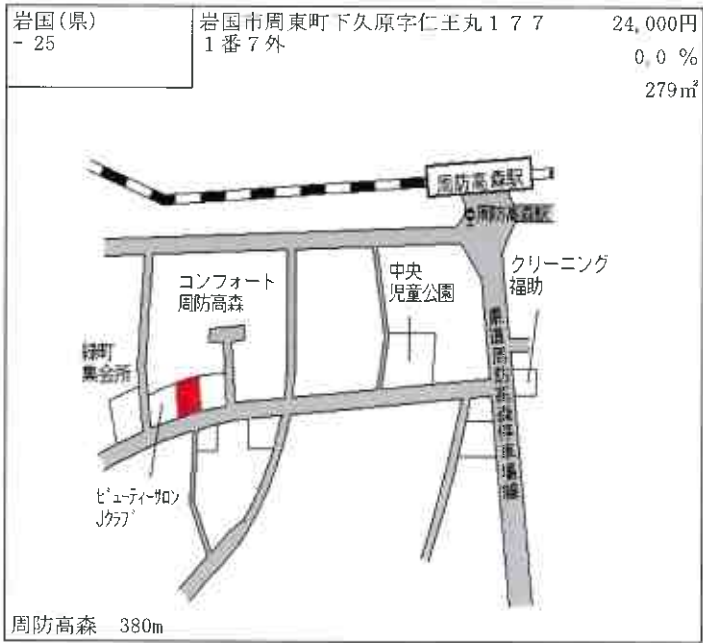 岩国(県)
- 25
岩国市周東町下久原字仁王丸１７７
１番７外
24,000円
0.0 %
279㎡
周防高森駅
周防高森駅
コンフォート
周防高森
中央
児童公園
クリーニング
福助
緑町
集会所
県道周防高森停車場線
ビューティーサロン
Jクラブ
周防高森　380m